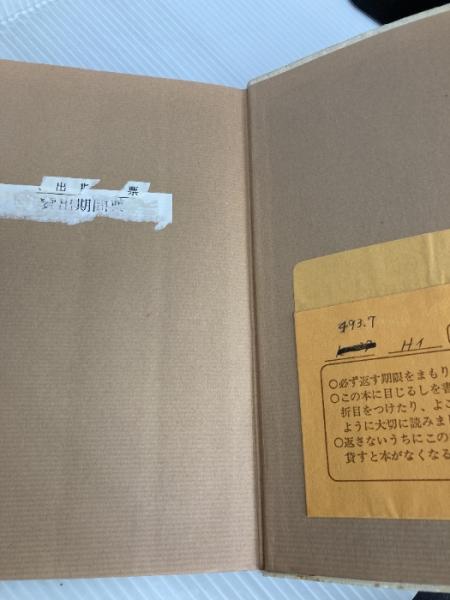 出 票
出期間票
493.7
H1
○必ず返す期限をまもり
○この本に目じるしを書
折目をつけたり、よこ
ように大切に読みまし
○返さないうちにこの
貸すと本がなくなる